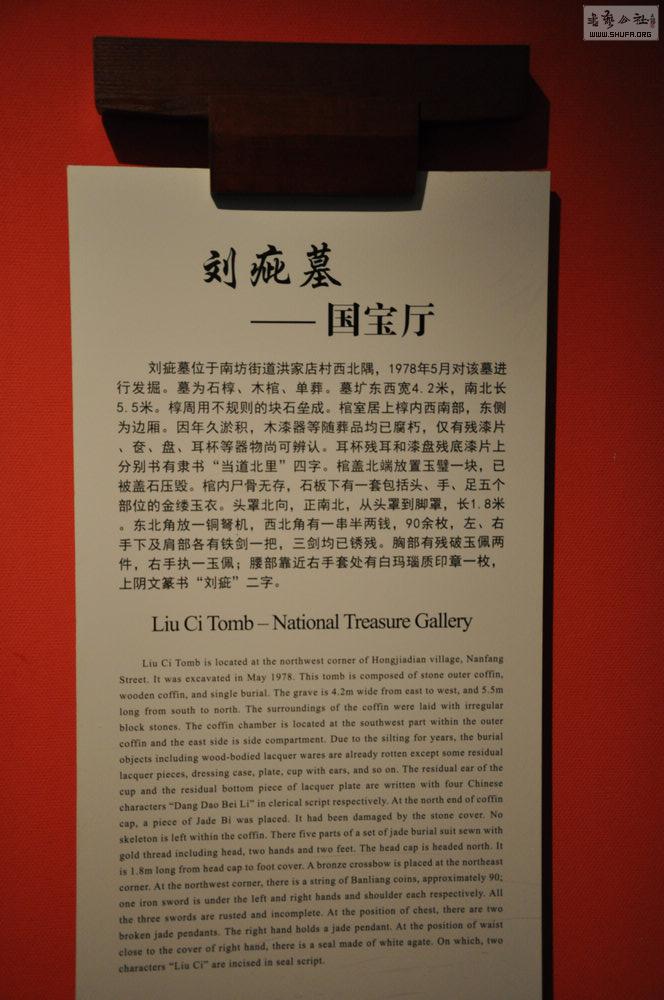 书艺公社
WWW.SHUFA.ORG
刘疵墓
——国宝厅
刘疵墓位于南坊街道洪家店村西北隅，1978年5月对该墓进
行发掘。墓为石椁、木棺、单葬。墓圹东西宽4.2米，南北长
5.5米。椁周用不规则的块石垒成。棺室居上椁内西南部，东侧
为边厢。因年久淤积，木漆器等随葬品均已腐朽，仅有残漆片
、奁、盘、耳杯等器物尚可辨认。耳杯残耳和漆盘残底漆片上
分别书有隶书“当道北里”四字。棺盖北端放置玉璧一块，已
被盖石压毁。棺内尸骨无存，石板下有一套包括头、手、足五个
部位的金缕玉衣。头罩北向，正南北，从头罩到脚罩，长1.8米
。东北角放一铜弩机，西北角有一串半两钱，90余枚，左、右
手下及肩部各有铁剑一把，三剑均已锈残。胸部有残破玉佩两
件，右手执一玉佩；腰部靠近右手套处有白玛瑙质印章一枚，
上阴文篆书“刘疵”二字。
Liu Ci Tomb – National Treasure Gallery
Liu Ci Tomb is located at the northwest corner of Hongjiadian village, Nanfang
Street. It was excavated in May 1978. This tomb is composed of stone outer coffin,
wooden coffin, and single burial. The grave is 4.2m wide from east to west, and 5.5m
long from south to north. The surroundings of the coffin were laid with irregular
block stones. The coffin chamber is located at the southwest part within the outer
coffin and the east side is side compartment. Due to the silting for years, the burial
objects including wood-bodied lacquer wares are already rotten except some residual
lacquer pieces, dressing case, plate, cup with ears, and so on. The residual ear of the
cup and the residual bottom piece of lacquer plate are written with four Chinese
characters “Dang Dao Bei Li” in clerical script respectively. At the north end of coffin
cap, a piece of Jade Bi was placed. It had been damaged by the stone cover. No
skeleton is left within the coffin. There five parts of a set of jade burial suit sewn with
gold thread including head, two hands and two feet. The head cap is headed north. It
is 1.8m long from head cap to foot cover. A bronze crossbow is placed at the northeast
corner. At the northwest corner, there is a string of Banliang coins, approximately 90;
one iron sword is under the left and right hands and shoulder each respectively. All
the three swords are rusted and incomplete. At the position of chest, there are two
broken jade pendants. The right hand holds a jade pendant. At the position of waist
close to the cover of right hand, there is a seal made of white agate. On which, two
characters “Liu Ci” are incised in seal script.